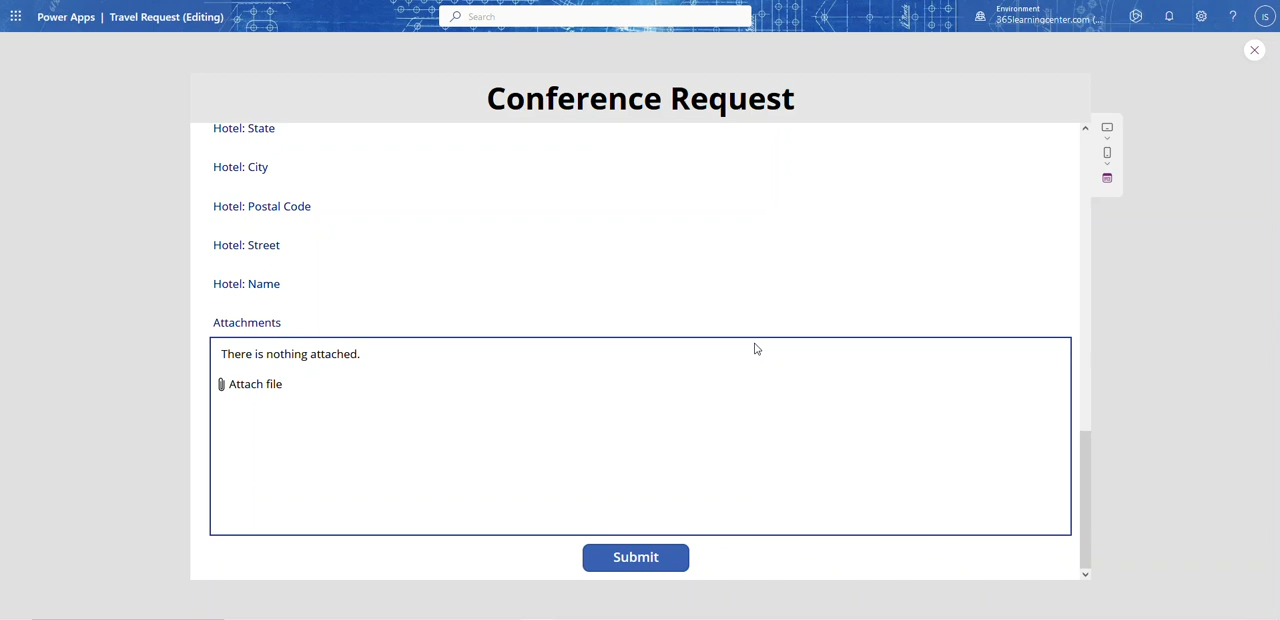 Power Apps | Travel Request (Editing)
Search
Environment
365learningcenter.com (...
IS
Conference Request
Hotel: State
Hotel: City
Hotel: Postal Code
Hotel: Street
Hotel: Name
Attachments
There is nothing attached.
Attach file
Submit